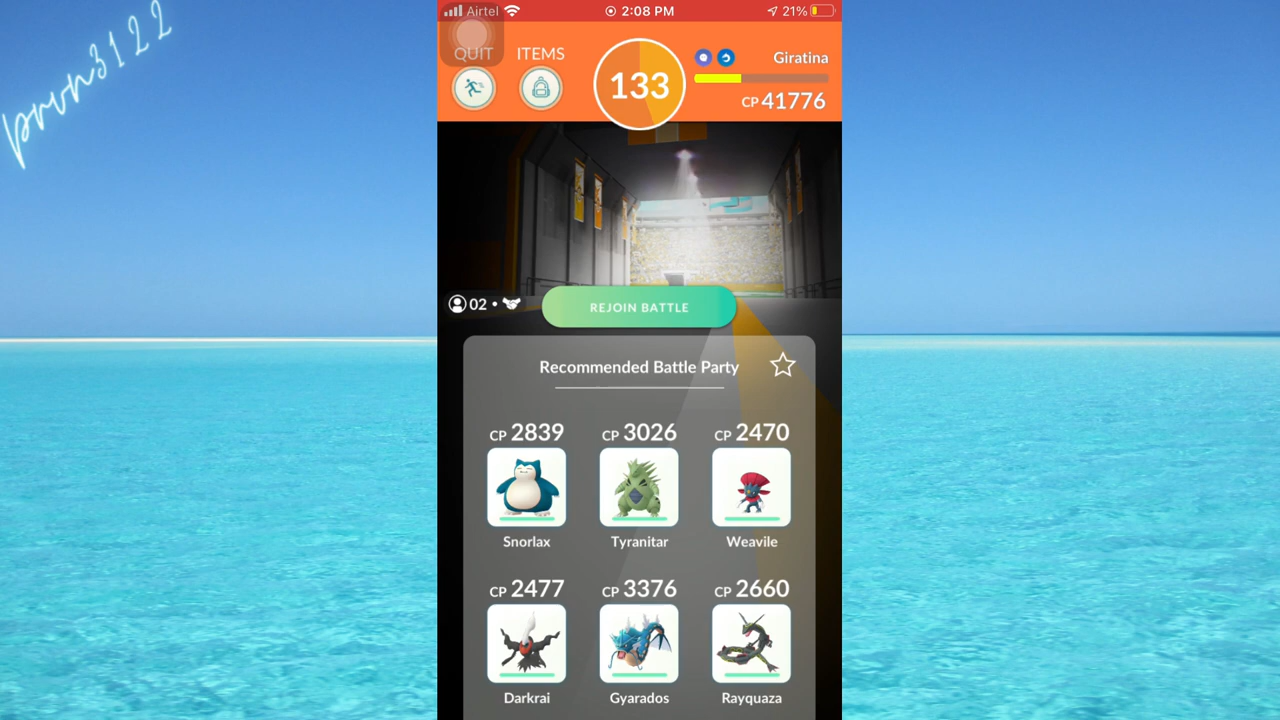 prvn3122
Airtel
2:08 PM
21%
QUIT
ITEMS
133
Giratina
CP 41776
02 •
REJOIN BATTLE
Recommended Battle Party
CP 2839
CP 3026
CP 2470
Snorlax
Tyranitar
Weavile
CP 2477
CP 3376
CP 2660
Darkrai
Gyarados
Rayquaza